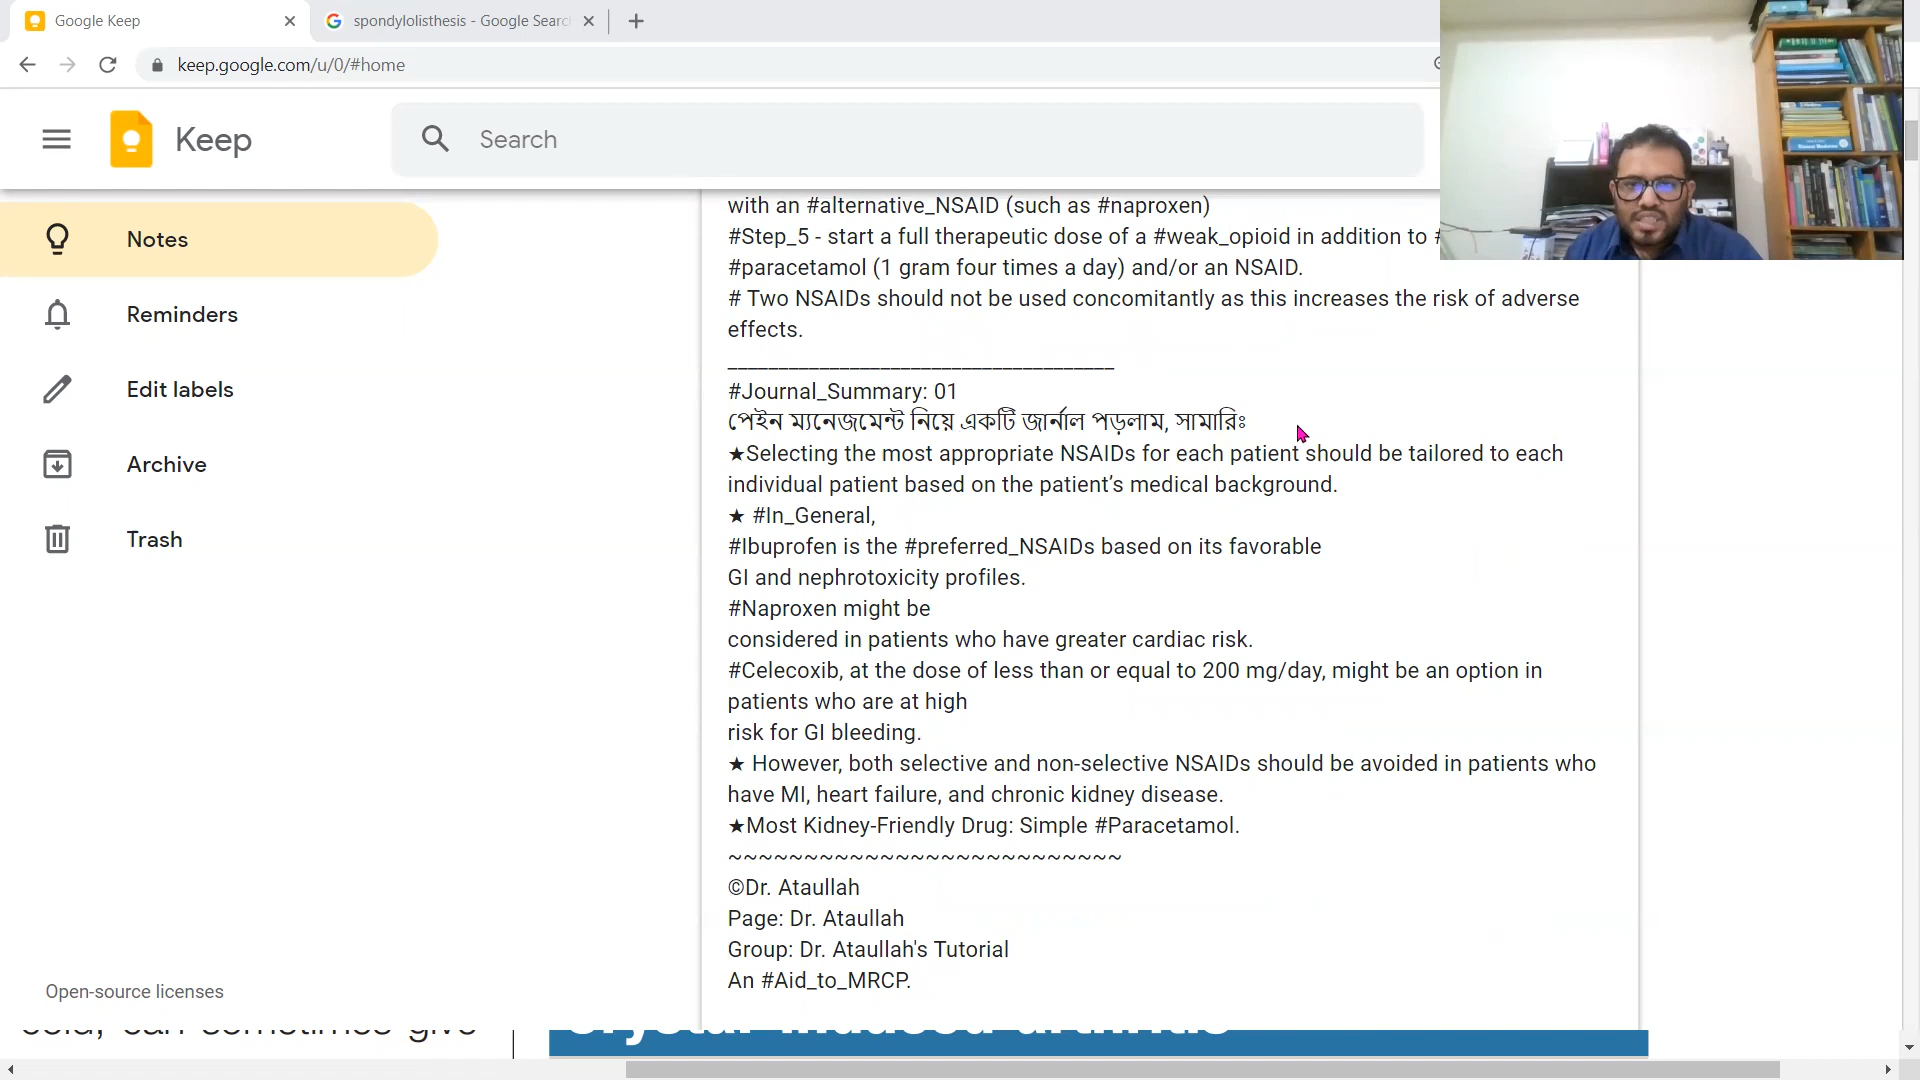 Google Keep
spondylolisthesis - Google Searc
keep.google.com/u/0/#home
Keep
Search
Notes
Reminders
Edit labels
Archive
Trash
Open-source licenses
with an #alternative_NSAID (such as #naproxen)
#Step_5 - start a full therapeutic dose of a #weak_opioid in addition to #
#paracetamol (1 gram four times a day) and/or an NSAID.
# Two NSAIDs should not be used concomitantly as this increases the risk of adverse
effects.
___________________________________
#Journal_Summary: 01
পেইন ম্যনেজমেন্ট নিয়ে একটি জার্নাল পড়লাম, সামারিঃ
★Selecting the most appropriate NSAIDs for each patient should be tailored to each
individual patient based on the patient’s medical background.
★ #In_General,
#Ibuprofen is the #preferred_NSAIDs based on its favorable
GI and nephrotoxicity profiles.
#Naproxen might be
considered in patients who have greater cardiac risk.
#Celecoxib, at the dose of less than or equal to 200 mg/day, might be an option in
patients who are at high
risk for GI bleeding.
★ However, both selective and non-selective NSAIDs should be avoided in patients who
have MI, heart failure, and chronic kidney disease.
★Most Kidney-Friendly Drug: Simple #Paracetamol.
~~~~~~~~~~~~~~~~~~~~~~~~~~
©Dr. Ataullah
Page: Dr. Ataullah
Group: Dr. Ataullah's Tutorial
An #Aid_to_MRCP.